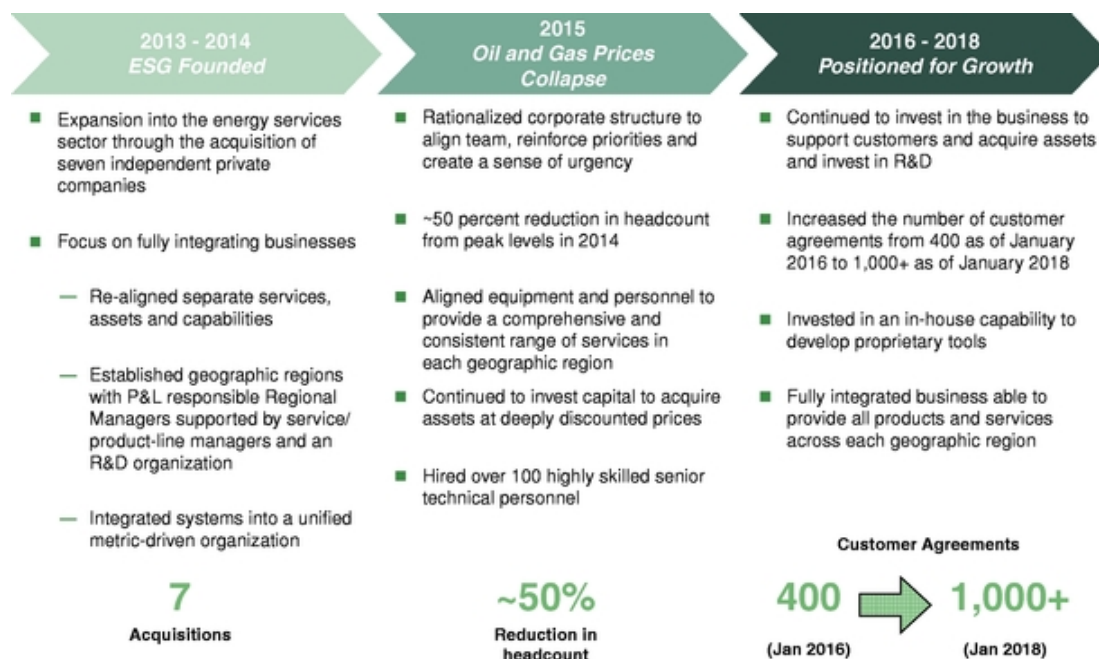 2013 - 2014
ESG Founded
Expansion into the energy services
sector through the acquisition of
seven independent private
companies
Focus on fully integrating businesses
— Re-aligned separate services,
assets and capabilities
— Established geographic regions
with P&L responsible Regional
Managers supported by service/
product-line managers and an
R&D organization
— Integrated systems into a unified
metric-driven organization
7
Acquisitions
2015
Oil and Gas Prices
Collapse
Rationalized corporate structure to
align team, reinforce priorities and
create a sense of urgency
~50 percent reduction in headcount
from peak levels in 2014
Aligned equipment and personnel to
provide a comprehensive and
consistent range of services in
each geographic region
Continued to invest capital to acquire
assets at deeply discounted prices
Hired over 100 highly skilled senior
technical personnel
~50%
Reduction in
headcount
2016 - 2018
Positioned for Growth
Continued to invest in the business to
support customers and acquire assets
and invest in R&D
Increased the number of customer
agreements from 400 as of January
2016 to 1,000+ as of January 2018
Invested in an in-house capability to
develop proprietary tools
Fully integrated business able to
provide all products and services
across each geographic region
Customer Agreements
400 1,000+
(Jan 2016) (Jan 2018)